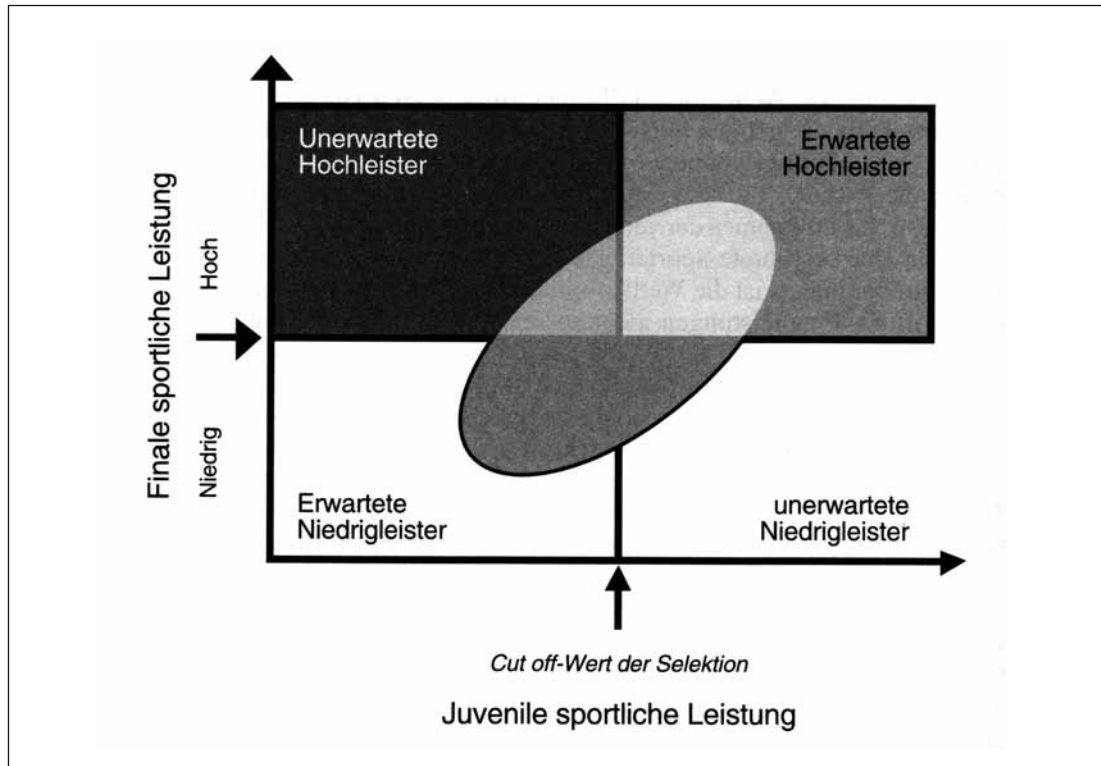 Unerwartete
Hochleister
Erwartete
Hochleister
Finale sportliche Leistung
Hoch
Niedrig
Erwartete
Niedrigleister
unerwartete
Niedrigleister
Cut off-Wert der Selektion
Juvenile sportliche Leistung